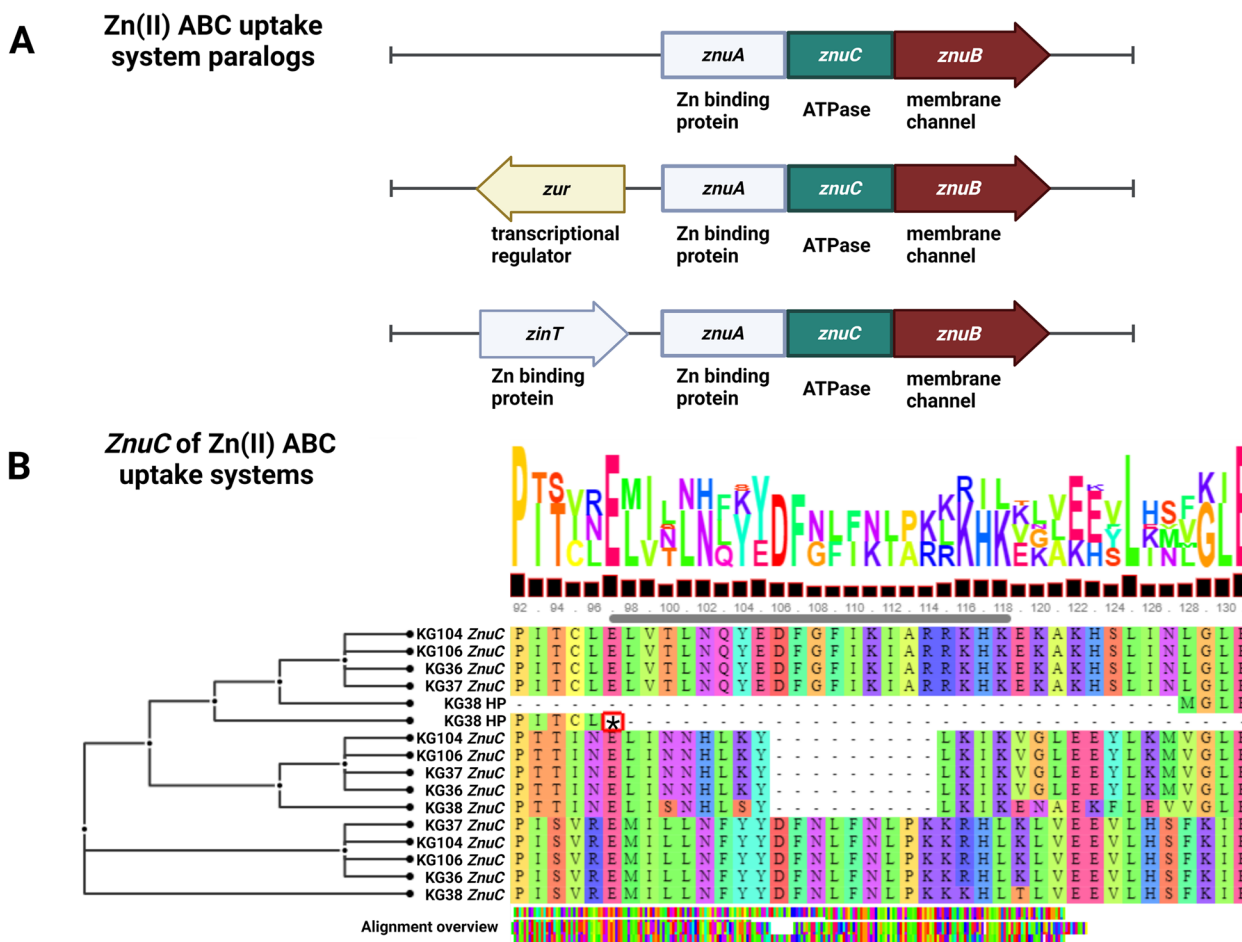 A
Zn(II) ABC uptake
system paralogs
znuA
znuC
znuB
Zn binding
protein
ATPase
membrane
channel
zur
znuA
znuC
znuB
transcriptional
regulator
Zn binding
protein
ATPase
membrane
channel
zinT
znuA
znuC
znuB
Zn binding
protein
Zn binding
protein
ATPase
membrane
channel
B
ZnuC of Zn(II) ABC
uptake systems
92 . 94 . 96 . 98 . 100 . 102 . 104 . 106 . 108 . 110 . 112 . 114 . 116 . 118 . 120 . 122 . 124 . 126 . 128 . 130 .
KG104 ZnuC P I T C L E L V T L N Q Y E D F G F I K I A R R K H K E K A K H S L I N L G L E
KG106 ZnuC P I T C L E L V T L N Q Y E D F G F I K I A R R K H K E K A K H S L I N L G L E
KG36 ZnuC P I T C L E L V T L N Q Y E D F G F I K I A R R K H K E K A K H S L I N L G L E
KG37 ZnuC P I T C L E L V T L N Q Y E D F G F I K I A R R K H K E K A K H S L I N L G L E
KG38 HP - - - - - - - - - - - - - - - - - - - - - - - - - - - - - - - - - - - - M G L E
KG38 HP P I T C L * - - - - - - - - - - - - - - - - - - - - - - - - - - - - - - - - - -
KG104 ZnuC P T T I N E L I N N H L K Y - - - - - - - - - L K I K V G L E E Y L K M V G L E
KG106 ZnuC P T T I N E L I N N H L K Y - - - - - - - - - L K I K V G L E E Y L K M V G L E
KG37 ZnuC P T T I N E L I N N H L K Y - - - - - - - - - L K I K V G L E E Y L K M V G L E
KG36 ZnuC P T T I N E L I N N H L K Y - - - - - - - - - L K I K V G L E E Y L K M V G L E
KG38 ZnuC P T T I N E L I S N H L S Y - - - - - - - - - L K I K E N A E K F L E V V G L E
KG37 ZnuC P I S V R E M I L L N F Y Y D F N L F N L P K K R H L K L V E E V L H S F K I E
KG104 ZnuC P I S V R E M I L L N F Y Y D F N L F N L P K K R H L K L V E E V L H S F K I E
KG106 ZnuC P I S V R E M I L L N F Y Y D F N L F N L P K K R H L K L V E E V L H S F K I E
KG36 ZnuC P I S V R E M I L L N F Y Y D F N L F N L P K K R H L K L V E E V L H S F K I E
KG38 ZnuC P I S V R E M I L L N F Y Y D F N L F N L P K K K H L T L V E E V L H S F K I E
Alignment overview